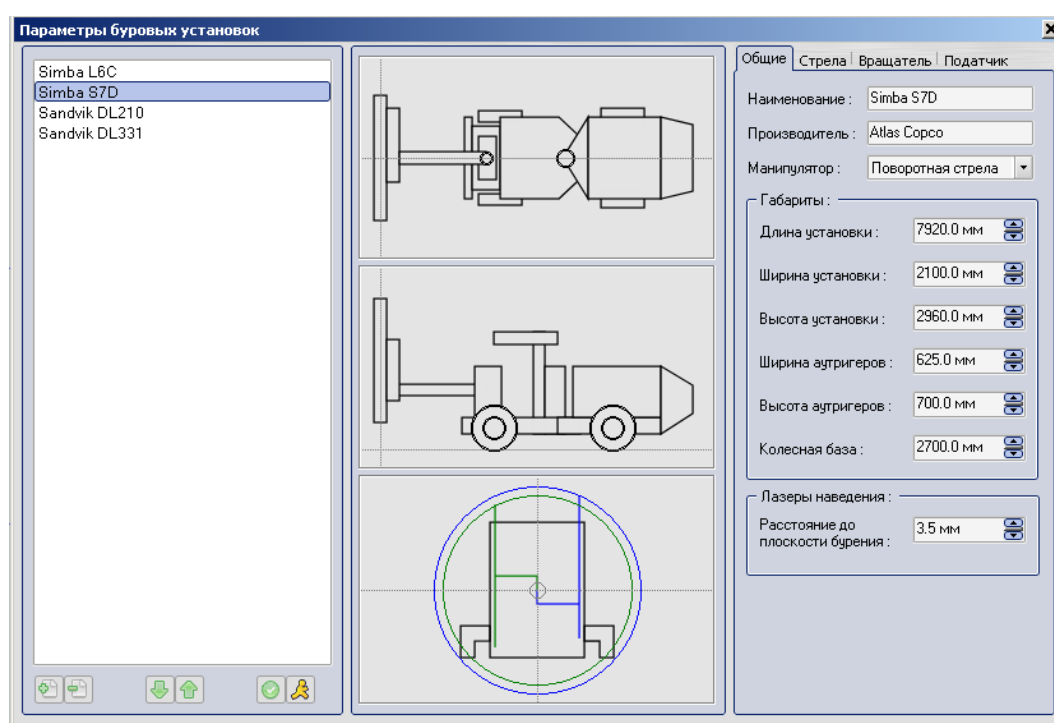 Параметры буровых установок
Simba L6C
Simba S7D
Sandvik DL210
Sandvik DL331
Общие Стрела Вращатель Податчик
Наименование : Simba S7D
Производитель : Atlas Copco
Манипулятор : Поворотная стрела
Габариты :
Длина установки : 7920.0 мм
Ширина установки : 2100.0 мм
Высота установки : 2960.0 мм
Ширина аутригеров : 625.0 мм
Высота аутригеров : 700.0 мм
Колесная база : 2700.0 мм
Лазеры наведения :
Расстояние до
плоскости бурения : 3.5 мм